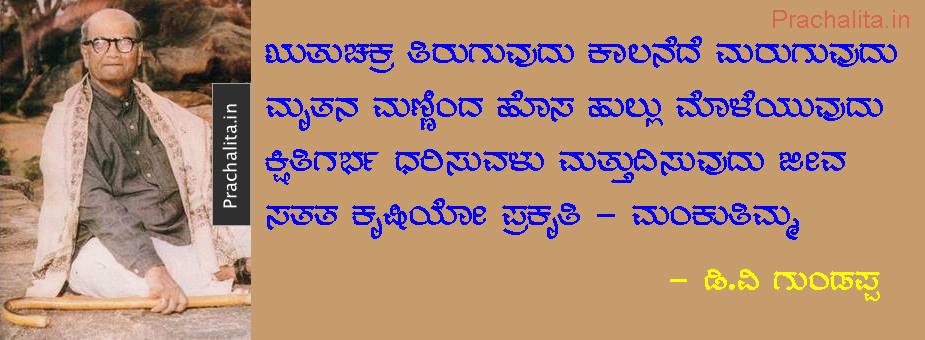 Prachalita.in
ಋತುಚಕ್ರ ತಿರುಗುವುದು ಕಾಲನೆದೆ ಮರುಗುವುದು
ಮೃತನ ಮಣ್ಣಿಂದ ಹೊಸ ಹುಲ್ಲು ಮೊಳೆಯುವುದು
ಕ್ಷಿತಿಗರ್ಭ ಧರಿಸುವಳು ಮತ್ತುದಿಸುವುದು ಜೀವ
ಸತತ ಕೃಷಿಯೋ ಪ್ರಕೃತಿ – ಮಂಕುತಿಮ್ಮ
– ಡಿ.ವಿ ಗುಂಡಪ್ಪ
Prachalita.in